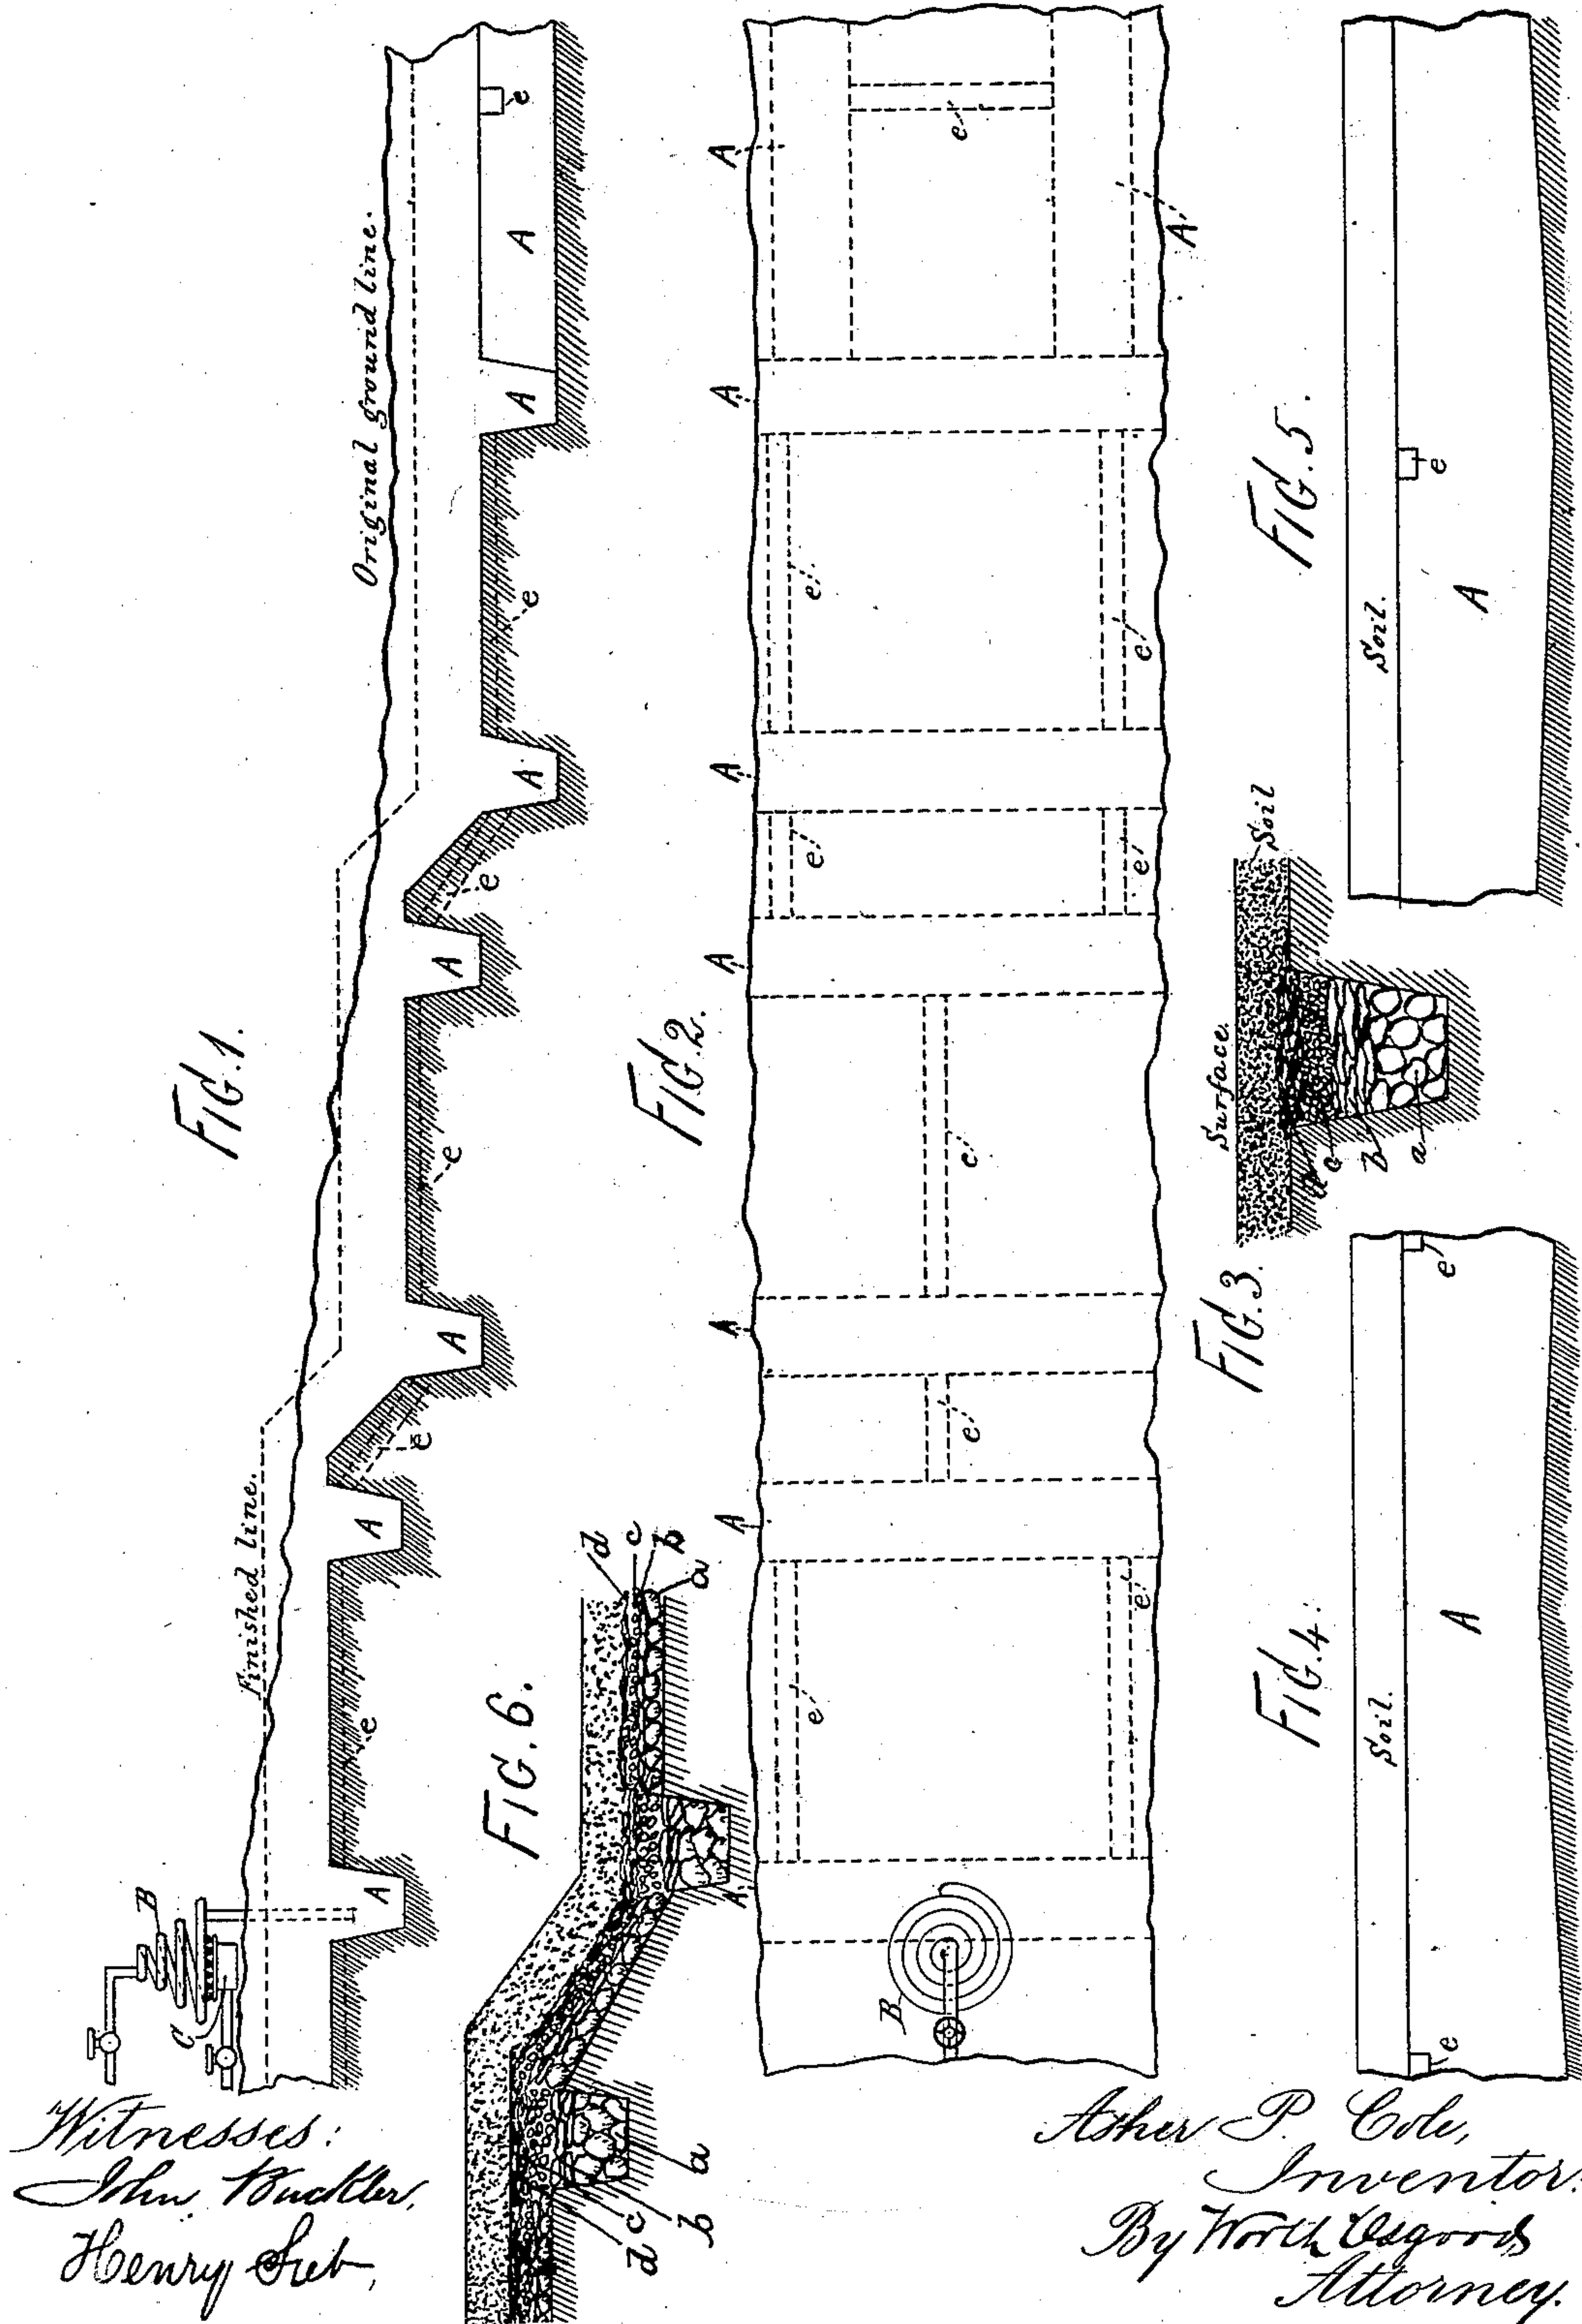 FIG. 1.
Original ground line.
Finished line.
A
A
A
A
A
A
A
A
e
e
e
e
e
e
B
C
FIG. 2.
A
A
A
A
A
A
A
A
e
e
e
e
e
c
e
e
e
B
FIG. 3.
Surface.
Soil
d
c
b
a
FIG. 4.
Soil.
A
e
e
FIG. 5.
Soil.
A
e
FIG. 6.
d
c
b
a
a
b
c
d
Witnesses:
John Buckler,
Henry
Asher P. Cole,
Inventor.
By Worth Osgood
Attorney.